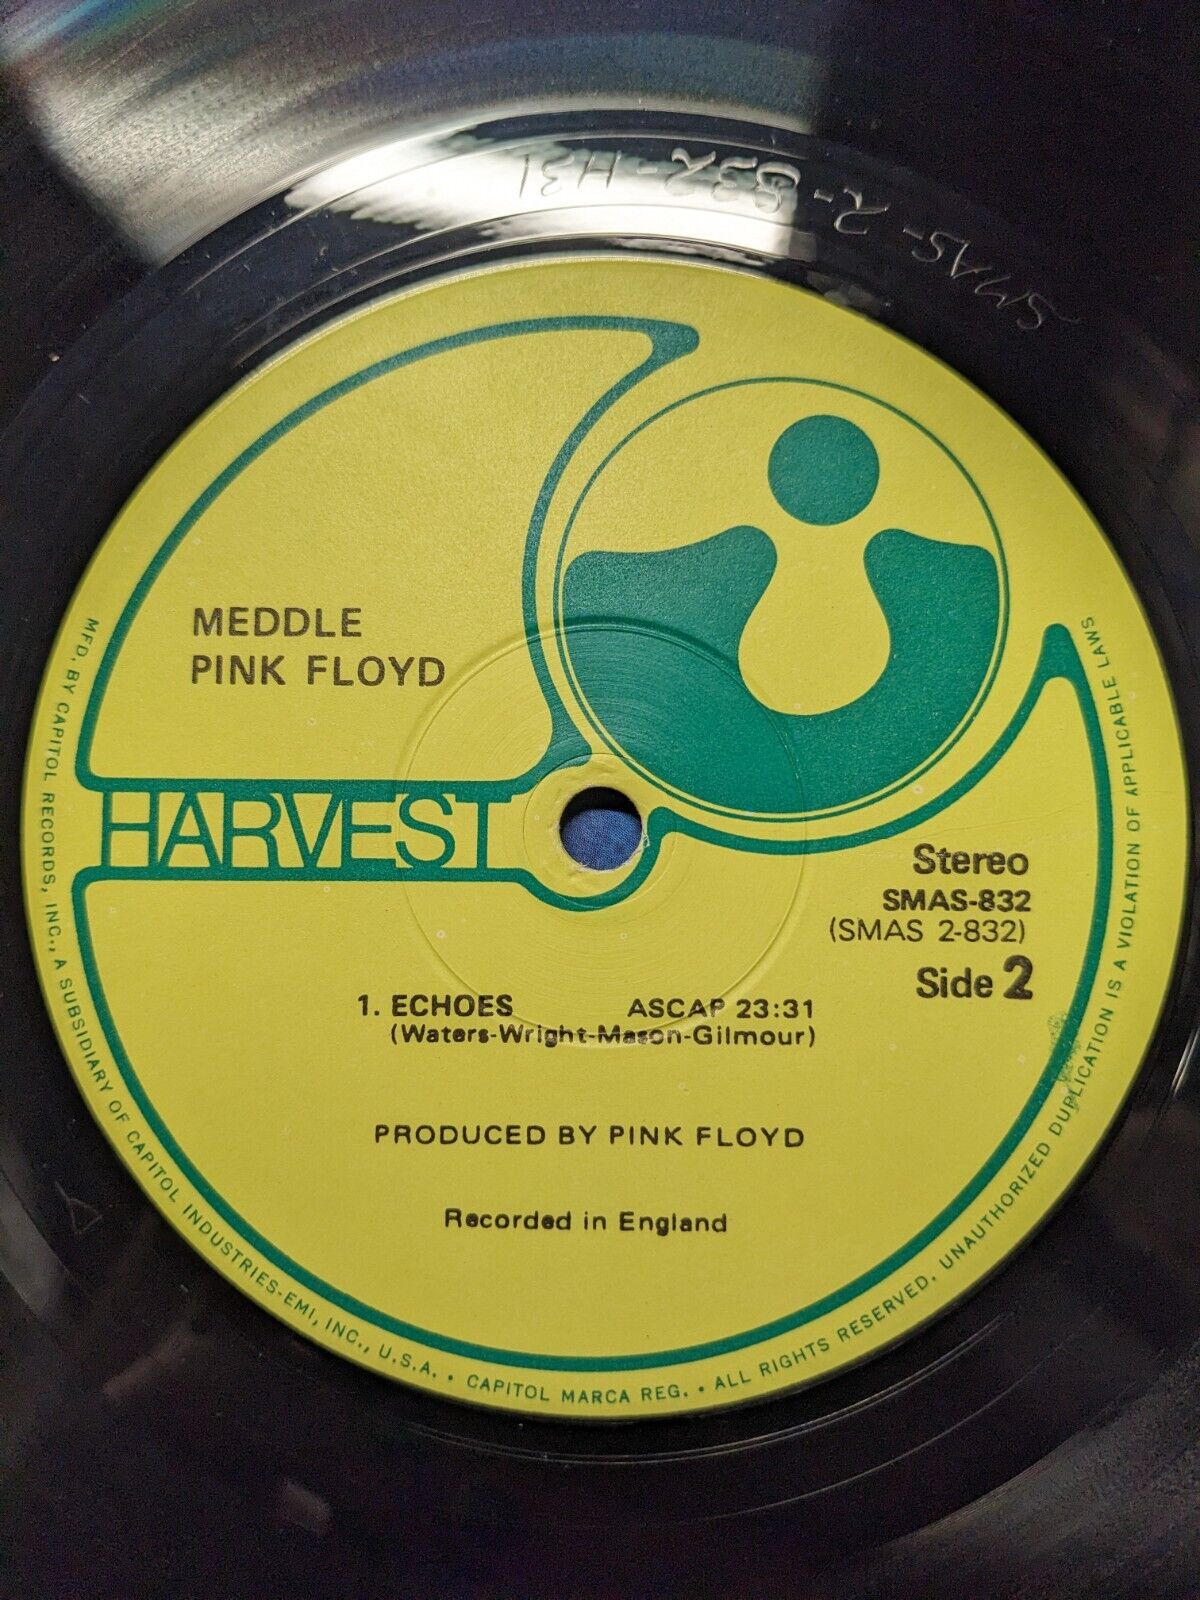 SMAS-2-832-H31
MEDDLE
PINK FLOYD
HARVEST
Stereo
SMAS-832
(SMAS 2-832)
Side 2
1. ECHOES ASCAP 23:31
(Waters-Wright-Mason-Gilmour)
PRODUCED BY PINK FLOYD
Recorded in England
MFD. BY CAPITOL RECORDS, INC., A SUBSIDIARY OF CAPITOL INDUSTRIES-EMI, INC., U.S.A. • CAPITOL MARCA REG. • ALL RIGHTS RESERVED. UNAUTHORIZED DUPLICATION IS A VIOLATION OF APPLICABLE LAWS